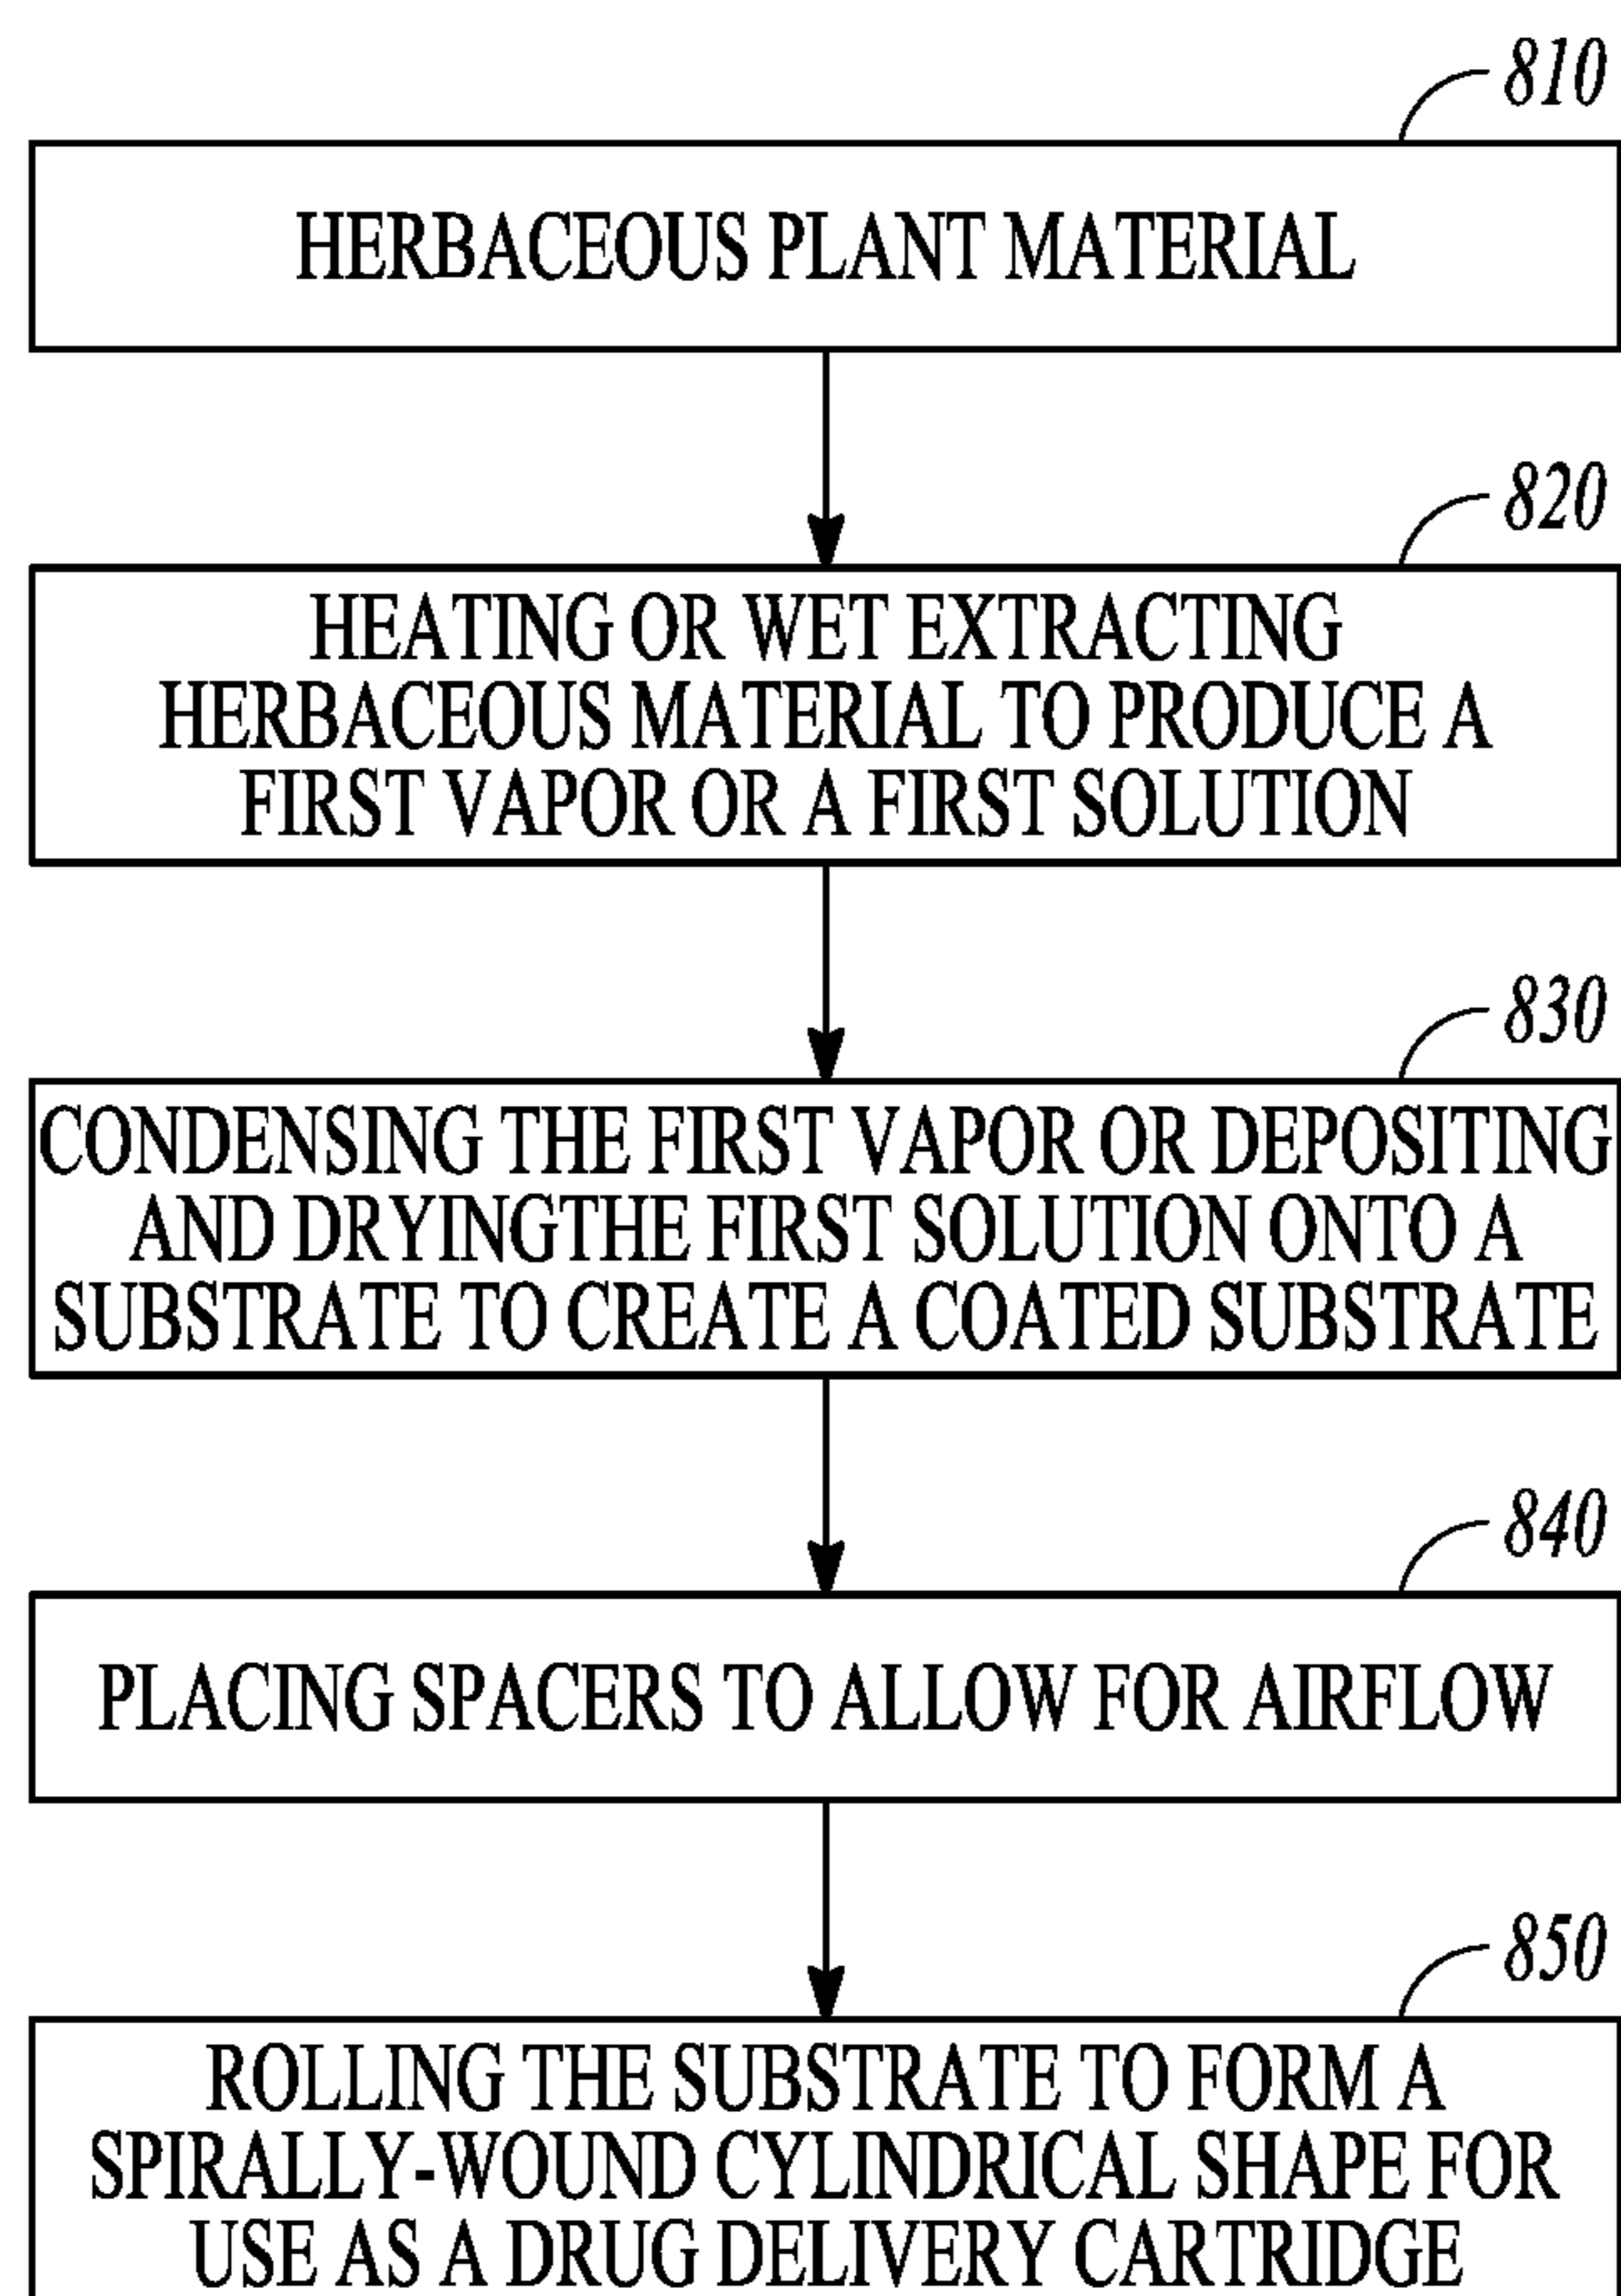 810
HERBACEOUS PLANT MATERIAL
820
HEATING OR WET EXTRACTING
HERBACEOUS MATERIAL TO PRODUCE A
FIRST VAPOR OR A FIRST SOLUTION
830
CONDENSING THE FIRST VAPOR OR DEPOSITING
AND DRYINGTHE FIRST SOLUTION ONTO A
SUBSTRATE TO CREATE A COATED SUBSTRATE
840
PLACING SPACERS TO ALLOW FOR AIRFLOW
850
ROLLING THE SUBSTRATE TO FORM A
SPIRALLY-WOUND CYLINDRICAL SHAPE FOR
USE AS A DRUG DELIVERY CARTRIDGE